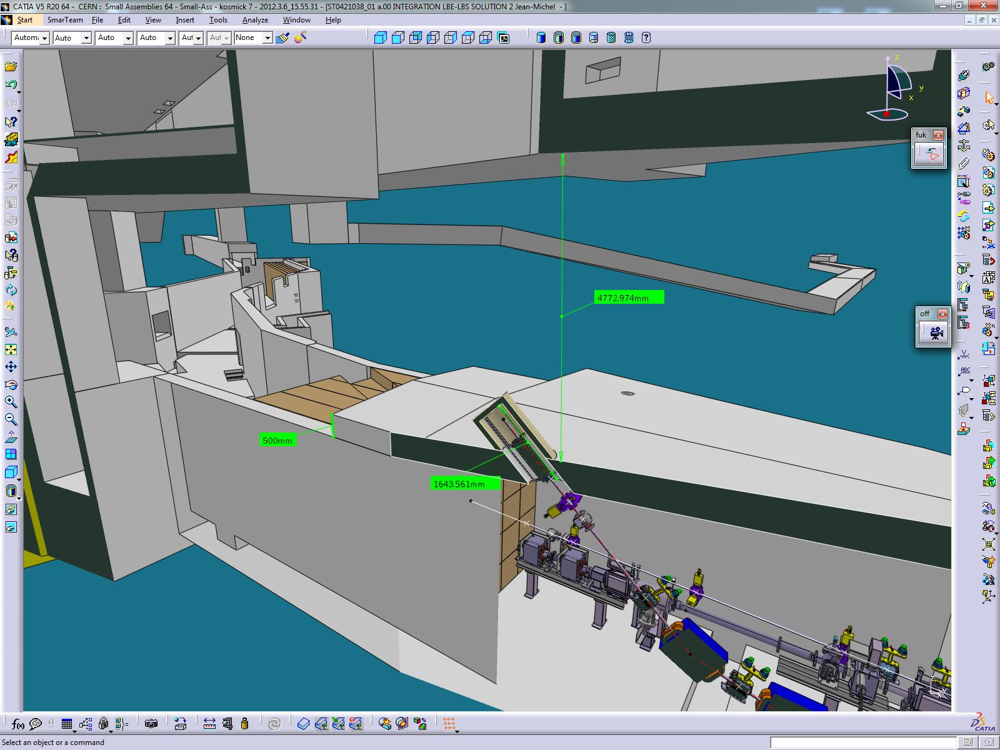 CATIA V5 R20 64 - CERN : Small Assemblies 64 - Small-Ass - kosmick 7 - 2012.3.6_15.55.31 - [ST0421038_01 a.00 INTEGRATION LBE-LBS SOLUTION 2 Jean-Michel - ]
Start SmarTeam File Edit View Insert Tools Analyze Window Help
Autom Auto Auto Auto Aut Aut None
z
y
x
fuk
4772.974mm
off
500mm
1643.561mm
ABC
f(x)
CATIA
Select an object or a command